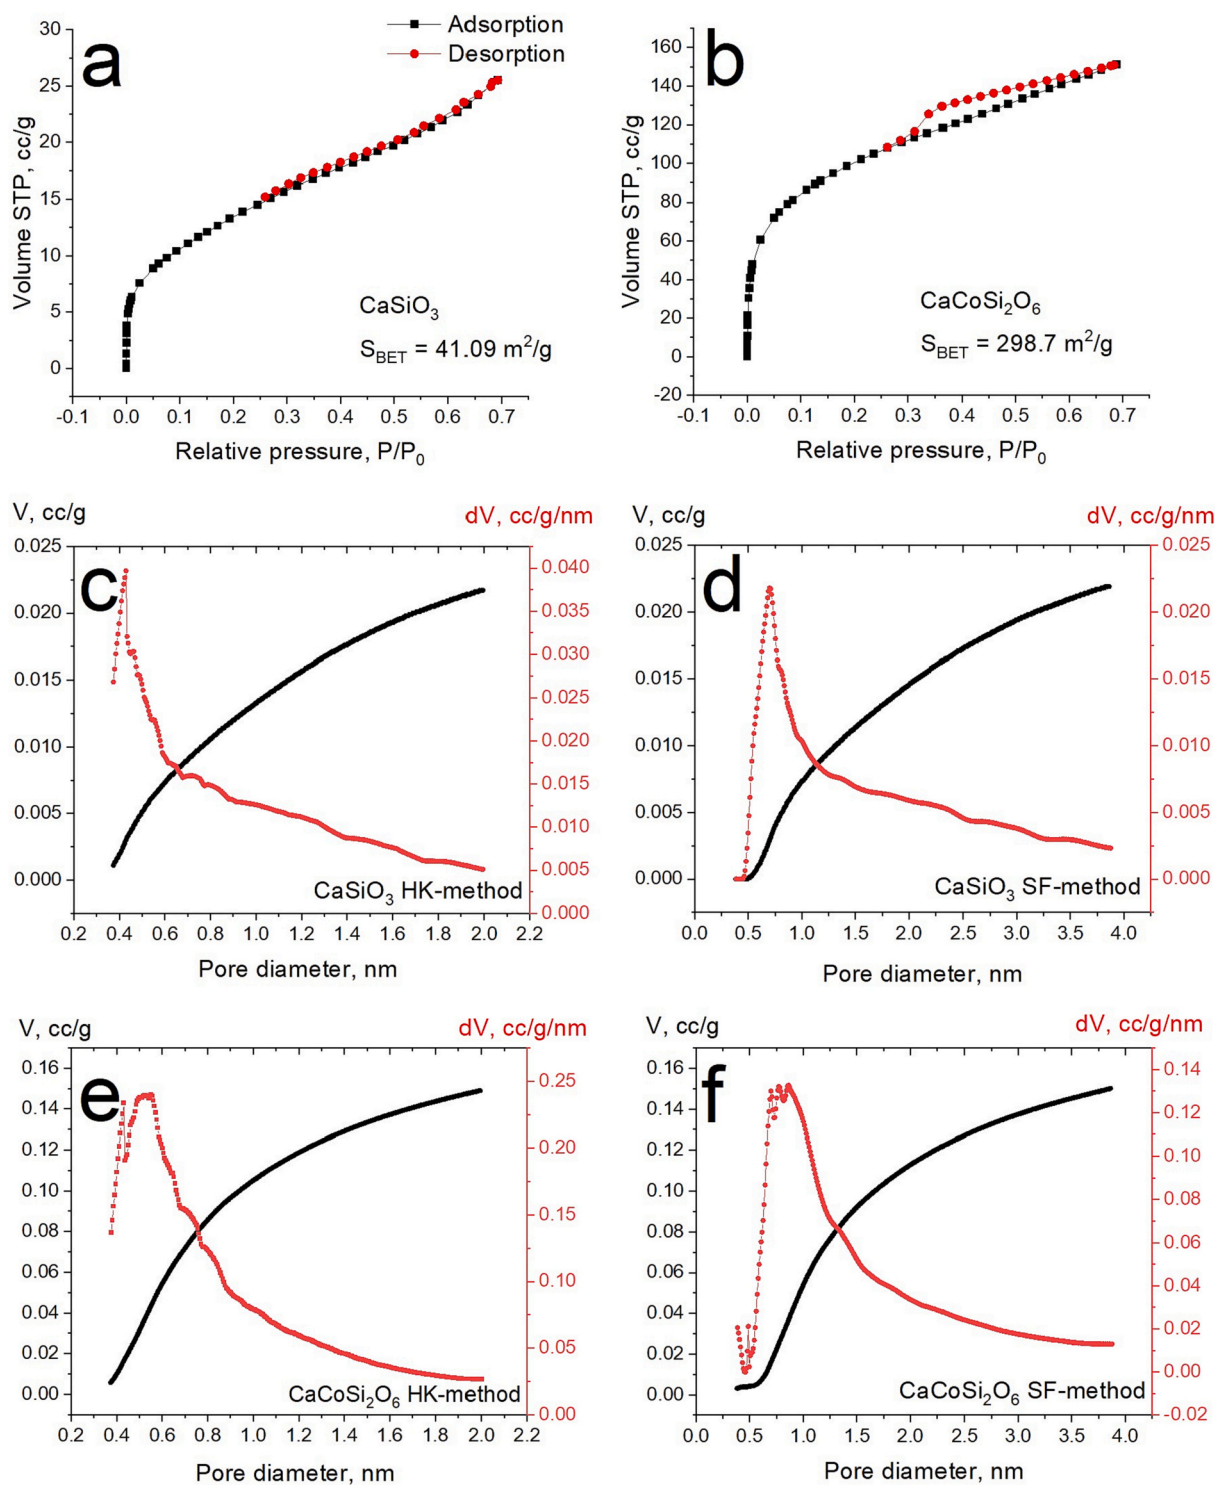 a
Adsorption
Desorption
Volume STP, cc/g
30
25
20
15
10
5
0
CaSiO3
SBET = 41.09 m2/g
-0.1 0.0 0.1 0.2 0.3 0.4 0.5 0.6 0.7
Relative pressure, P/P0
b
Volume STP, cc/g
160
140
120
100
80
60
40
20
0
-20
CaCoSi2O6
SBET = 298.7 m2/g
-0.1 0.0 0.1 0.2 0.3 0.4 0.5 0.6 0.7
Relative pressure, P/P0
V, cc/g
dV, cc/g/nm
c
0.025
0.020
0.015
0.010
0.005
0.000
0.040
0.035
0.030
0.025
0.020
0.015
0.010
0.005
0.000
CaSiO3 HK-method
0.2 0.4 0.6 0.8 1.0 1.2 1.4 1.6 1.8 2.0 2.2
Pore diameter, nm
V, cc/g
dV, cc/g/nm
d
0.025
0.020
0.015
0.010
0.005
0.000
0.025
0.020
0.015
0.010
0.005
0.000
CaSiO3 SF-method
0.0 0.5 1.0 1.5 2.0 2.5 3.0 3.5 4.0
Pore diameter, nm
V, cc/g
dV, cc/g/nm
e
0.16
0.14
0.12
0.10
0.08
0.06
0.04
0.02
0.00
0.25
0.20
0.15
0.10
0.05
0.00
CaCoSi2O6 HK-method
0.2 0.4 0.6 0.8 1.0 1.2 1.4 1.6 1.8 2.0 2.2
Pore diameter, nm
V, cc/g
dV, cc/g/nm
f
0.16
0.14
0.12
0.10
0.08
0.06
0.04
0.02
0.00
0.14
0.12
0.10
0.08
0.06
0.04
0.02
0.00
-0.02
CaCoSi2O6 SF-method
0.0 0.5 1.0 1.5 2.0 2.5 3.0 3.5 4.0
Pore diameter, nm